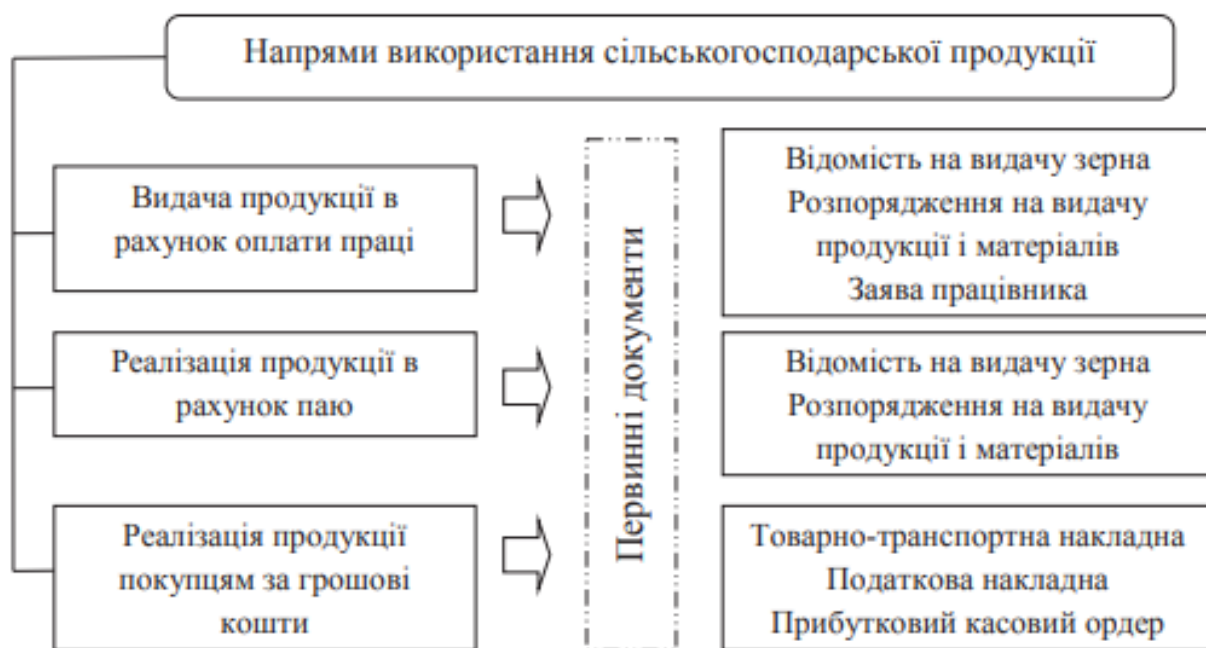 Напрями використання сільськогосподарської продукції
Видача продукції в
рахунок оплати праці
Реалізація продукції в
рахунок паю
Реалізація продукції
покупцям за грошові
кошти
Первинні документи
Відомість на видачу зерна
Розпорядження на видачу
продукції і матеріалів
Заява працівника
Відомість на видачу зерна
Розпорядження на видачу
продукції і матеріалів
Товарно-транспортна накладна
Податкова накладна
Прибутковий касовий ордер